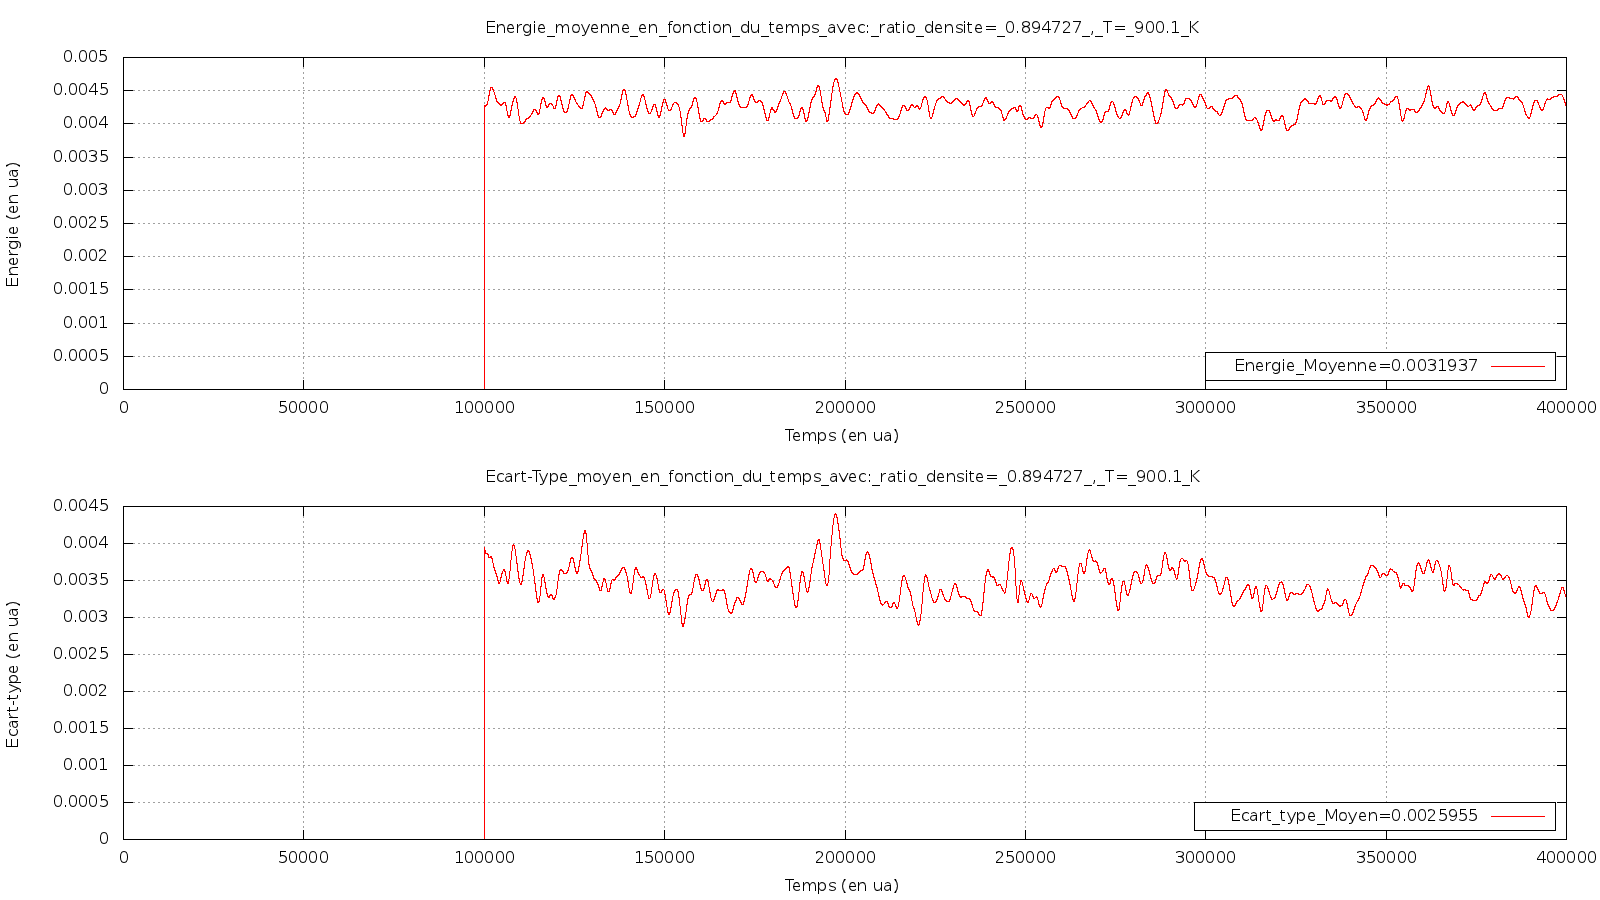 Energie_moyenne_en_fonction_du_temps_avec:_ratio_densite=_0.894727_,_T=_900.1_K
0.005
0.0045
0.004
0.0035
0.003
0.0025
0.002
0.0015
0.001
0.0005
0
Energie (en ua)
Energie_Moyenne=0.0031937
0 50000 100000 150000 200000 250000 300000 350000 400000
Temps (en ua)
Ecart-Type_moyen_en_fonction_du_temps_avec:_ratio_densite=_0.894727_,_T=_900.1_K
0.0045
0.004
0.0035
0.003
0.0025
0.002
0.0015
0.001
0.0005
0
Ecart-type (en ua)
Ecart_type_Moyen=0.0025955
0 50000 100000 150000 200000 250000 300000 350000 400000
Temps (en ua)